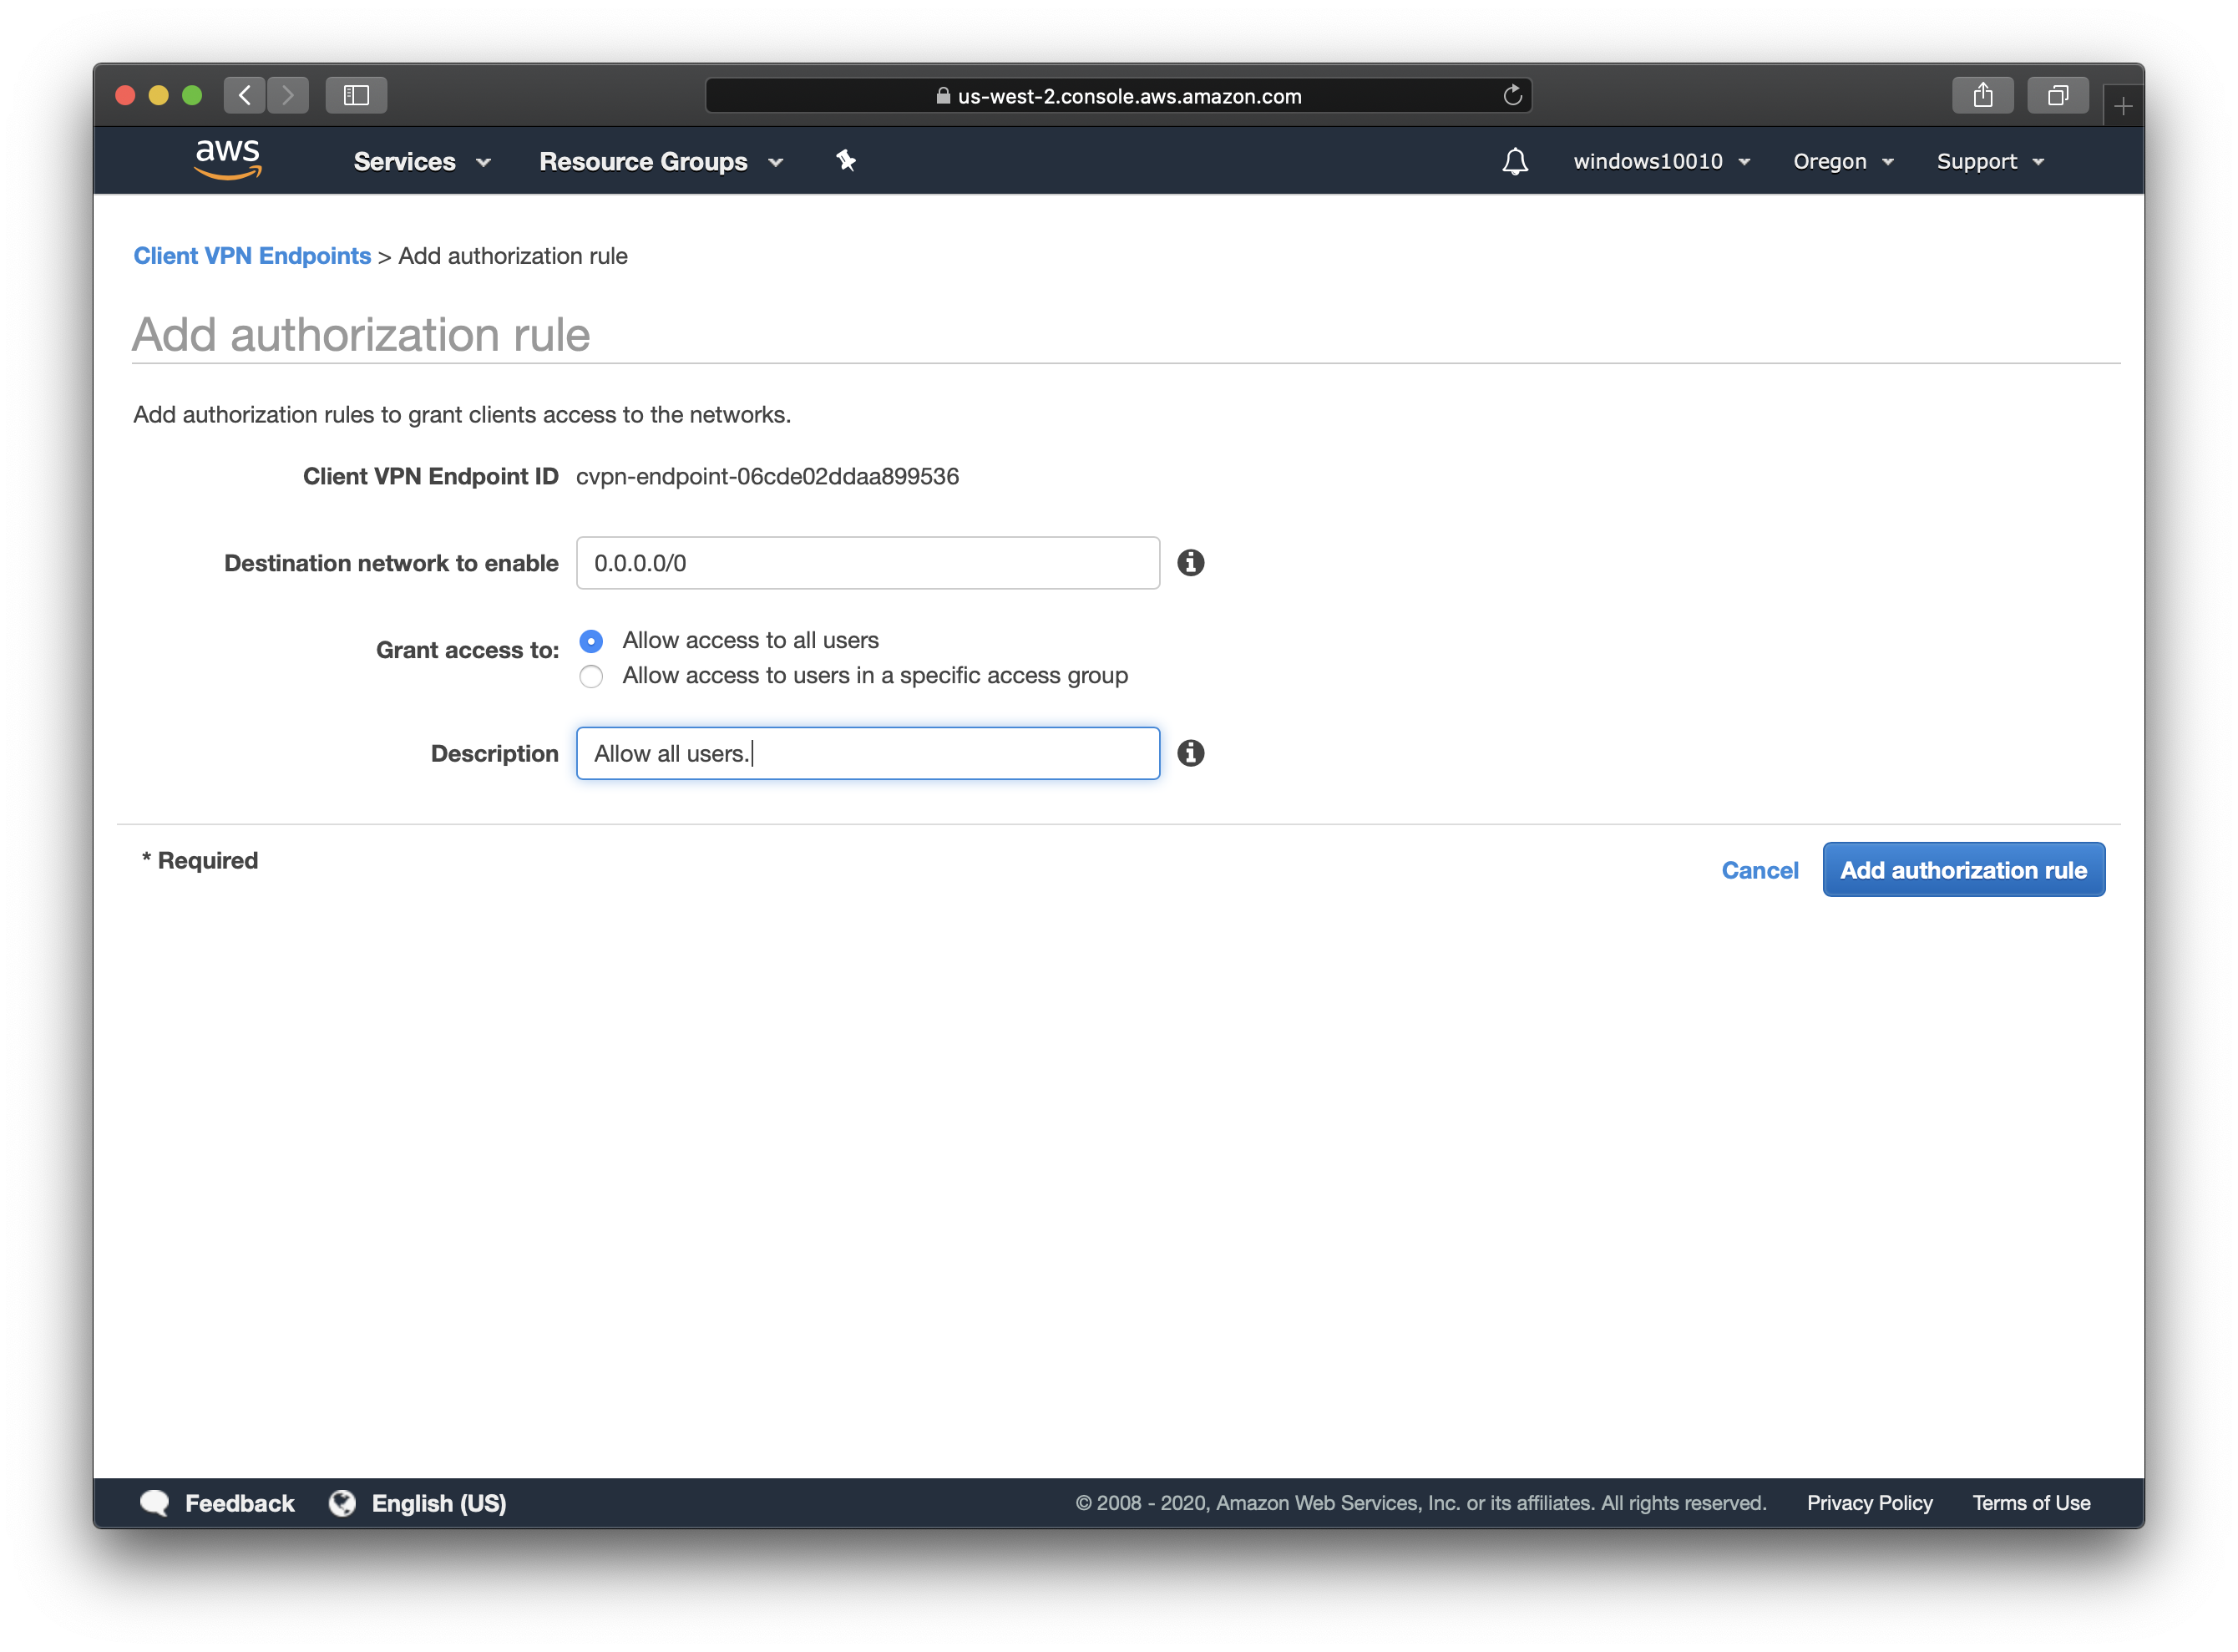 us-west-2.console.aws.amazon.com
aws Services Resource Groups windows10010 Oregon Support
Client VPN Endpoints > Add authorization rule
Add authorization rule
Add authorization rules to grant clients access to the networks.
Client VPN Endpoint ID cvpn-endpoint-06cde02ddaa899536
Destination network to enable 0.0.0.0/0
Grant access to: Allow access to all users
Allow access to users in a specific access group
Description Allow all users.
* Required
Cancel Add authorization rule
Feedback English (US) © 2008 - 2020, Amazon Web Services, Inc. or its affiliates. All rights reserved. Privacy Policy Terms of Use